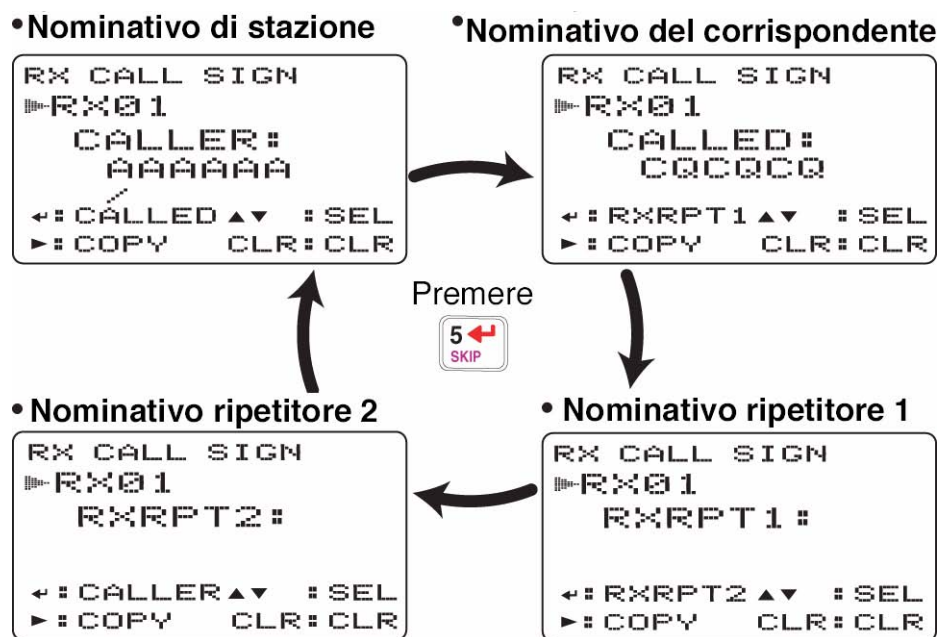 • Nominativo di stazione
RX CALL SIGN
RX01
CALLER:
AAAAAA
↵:CALLED ▲▼ :SEL
►:COPY CLR:CLR
• Nominativo del corrispondente
RX CALL SIGN
RX01
CALLED:
CQCQCQ
↵:RXRPT1 ▲▼ :SEL
►:COPY CLR:CLR
Premere
5 ↵
SKIP
• Nominativo ripetitore 2
RX CALL SIGN
RX01
RXRPT2:
↵:CALLER ▲▼ :SEL
►:COPY CLR:CLR
• Nominativo ripetitore 1
RX CALL SIGN
RX01
RXRPT1:
↵:RXRPT2 ▲▼ :SEL
►:COPY CLR:CLR